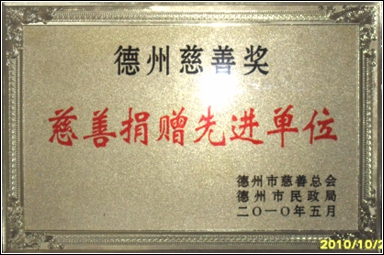 德州慈善奖
慈善捐赠先进单位
德州市慈善总会
德州市民政局
二〇一〇年五月
2010/10/2